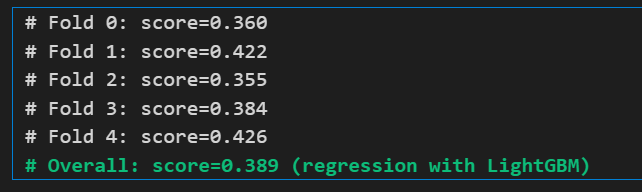 # Fold 0: score=0.360
# Fold 1: score=0.422
# Fold 2: score=0.355
# Fold 3: score=0.384
# Fold 4: score=0.426
# Overall: score=0.389 (regression with LightGBM)